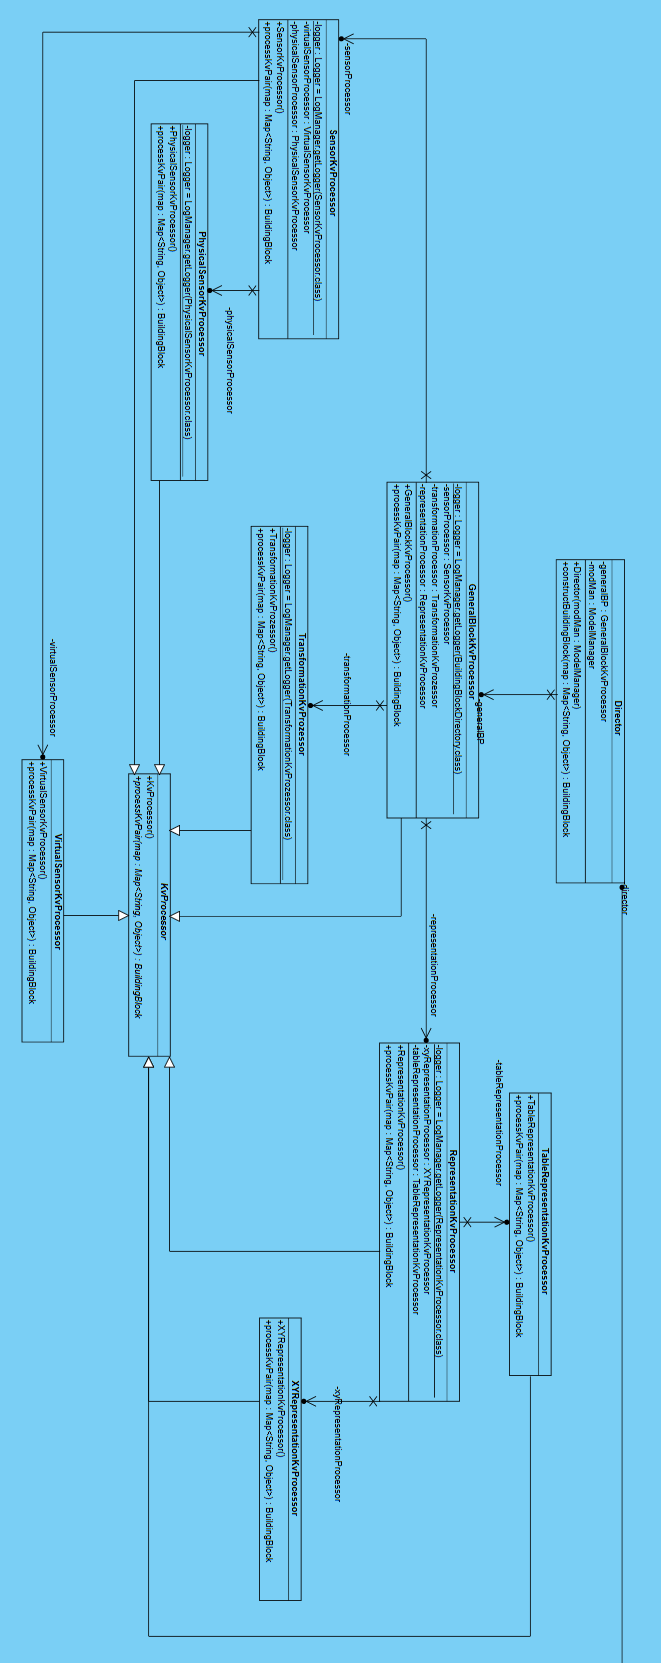 Director
-generalBP : GeneralBlockKvProcessor
-modMan : ModelManager
+Director(modMan : ModelManager)
+constructBuildingBlock(map : Map<String, Object>) : BuildingBlock
director
-generalBP
TableRepresentationKvProcessor
+TableRepresentationKvProcessor()
+processKvPair(map : Map<String, Object>) : BuildingBlock
-tableRepresentationProcessor
GeneralBlockKvProcessor
-logger : Logger = LogManager.getLogger(BuildingBlockDirectory.class)
-sensorProcessor : SensorKvProcessor
-transformationProcessor : TransformationKvProzessor
-representationProcessor : RepresentationKvProcessor
+GeneralBlockKvProcessor()
+processKvPair(map : Map<String, Object>) : BuildingBlock
RepresentationKvProcessor
-logger : Logger = LogManager.getLogger(RepresentationKvProcessor.class)
-xyRepresentationProcessor : XYRepresentationKvProcessor
-tableRepresentationProcessor : TableRepresentationKvProcessor
+RepresentationKvProcessor()
+processKvPair(map : Map<String, Object>) : BuildingBlock
-representationProcessor
-sensorProcessor
-transformationProcessor
-xyRepresentationProcessor
SensorKvProcessor
-logger : Logger = LogManager.getLogger(SensorKvProcessor.class)
-virtualSensorProcessor : VirtualSensorKvProcessor
-physicalSensorProcessor : PhysicalSensorKvProcessor
+SensorKvProcessor()
+processKvPair(map : Map<String, Object>) : BuildingBlock
TransformationKvProzessor
-logger : Logger = LogManager.getLogger(TransformationKvProzessor.class)
+TransformationKvProzessor()
+processKvPair(map : Map<String, Object>) : BuildingBlock
XYRepresentationKvProcessor
+XYRepresentationKvProcessor()
+processKvPair(map : Map<String, Object>) : BuildingBlock
-physicalSensorProcessor
PhysicalSensorKvProcessor
-logger : Logger = LogManager.getLogger(PhysicalSensorKvProcessor.class)
+PhysicalSensorKvProcessor()
+processKvPair(map : Map<String, Object>) : BuildingBlock
KvProcessor
+KvProcessor()
+processKvPair(map : Map<String, Object>) : BuildingBlock
-virtualSensorProcessor
VirtualSensorKvProcessor
+VirtualSensorKvProcessor()
+processKvPair(map : Map<String, Object>) : BuildingBlock